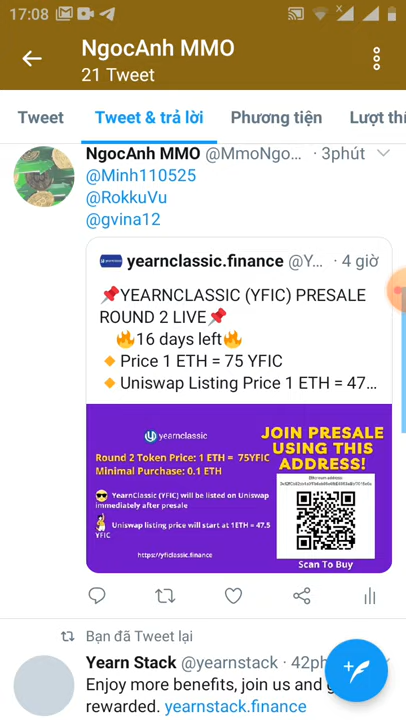 17:08
NgocAnh MMO
21 Tweet
Tweet
Tweet & trả lời
Phương tiện
Lượt thí
NgocAnh MMO @MmoNgo... · 3phút
@Minh110525
@RokkuVu
@gvina12
yearnclassic.finance @Y... · 4 giờ
📌YEARNCLASSIC (YFIC) PRESALE
ROUND 2 LIVE📌
🔥16 days left🔥
🔸Price 1 ETH = 75 YFIC
🔸Uniswap Listing Price 1 ETH = 47...
yearnclassic
Round 2 Token Price: 1 ETH = 75YFIC
Minimal Purchase: 0.1 ETH
YearnClassic (YFIC) will be listed on Uniswap
immediately after presale
Uniswap listing price will start at 1ETH = 47.5
YFIC
https://yficlassic.finance
JOIN PRESALE
USING THIS
ADDRESS!
Scan To Buy
Bạn đã Tweet lại
Yearn Stack @yearnstack · 42ph
Enjoy more benefits, join us and g
rewarded. yearnstack.finance